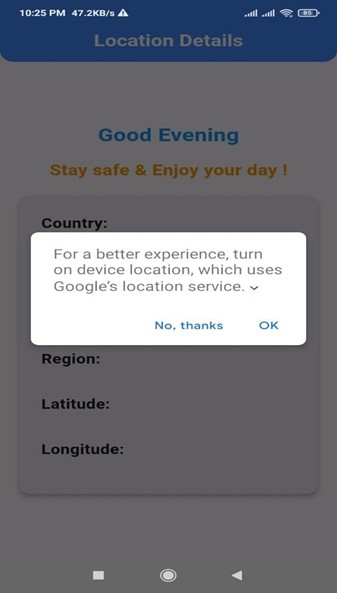 10:25 PM 47.2KB/s 85
Location Details
Good Evening
Stay safe & Enjoy your day !
Country:
For a better experience, turn
on device location, which uses
Google's location service.
No, thanks OK
Region:
Latitude:
Longitude: